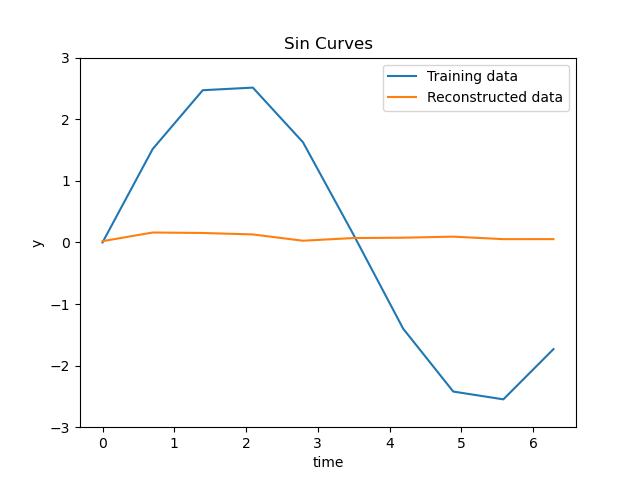 Sin Curves
Training data
Reconstructed data
3
2
1
0
−1
−2
−3
y
0 1 2 3 4 5 6
time